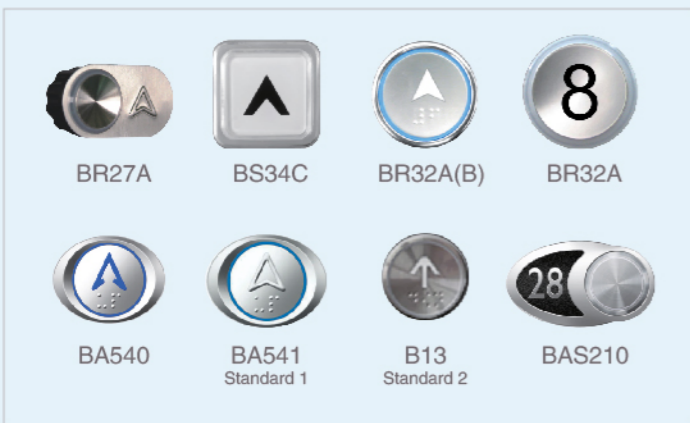 8
BR27A
BS34C
BR32A(B)
BR32A
28
BA540
BA541
Standard 1
B13
Standard 2
BAS210